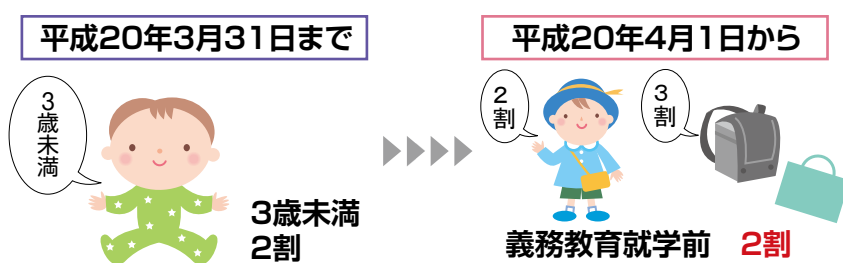 平成20年3月31日まで
3歳未満
3歳未満
2割
平成20年4月1日から
2割
3割
義務教育就学前 2割